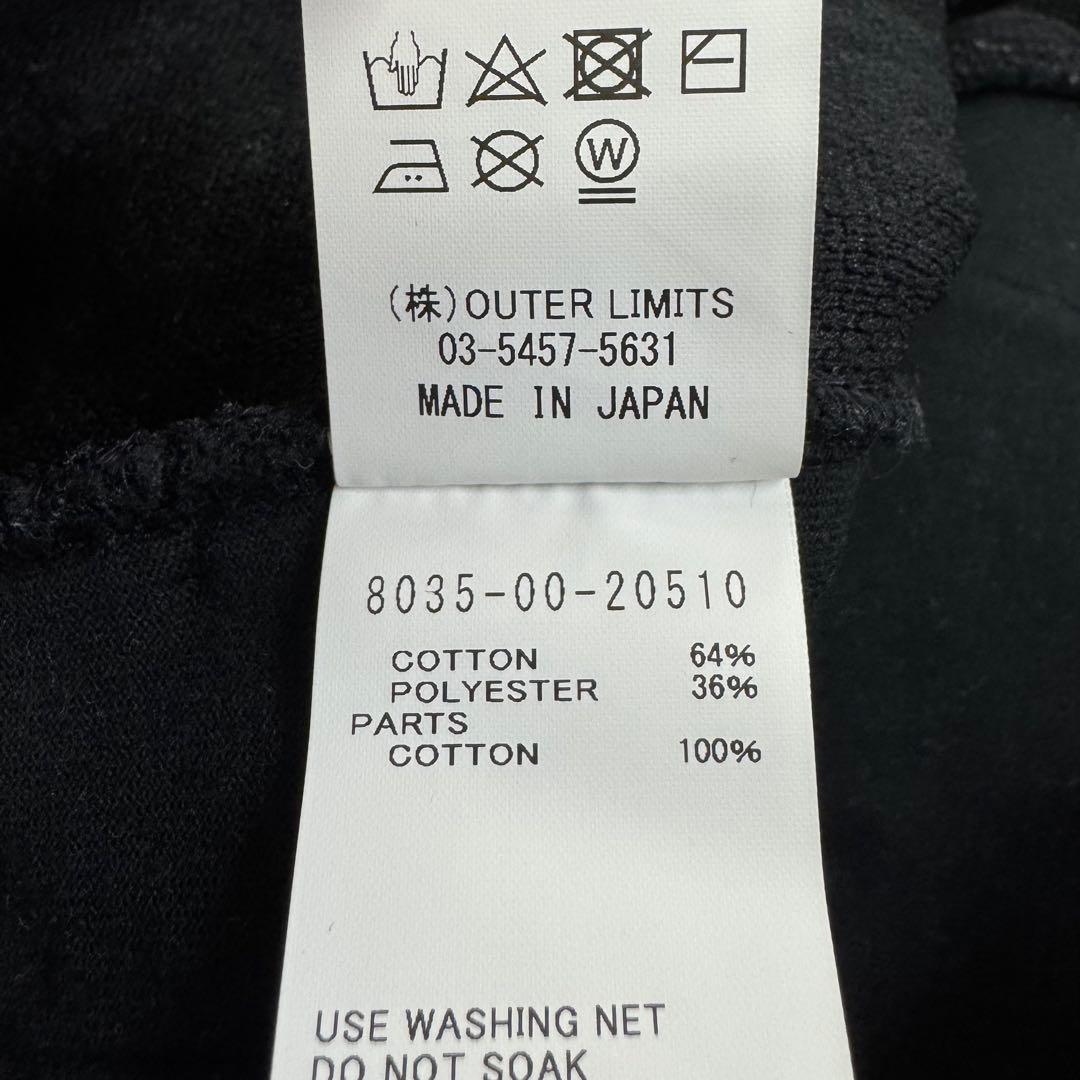 W
(株)OUTER LIMITS
03-5457-5631
MADE IN JAPAN
8035-00-20510
COTTON 64%
POLYESTER 36%
PARTS
COTTON 100%
USE WASHING NET
DO NOT SOAK